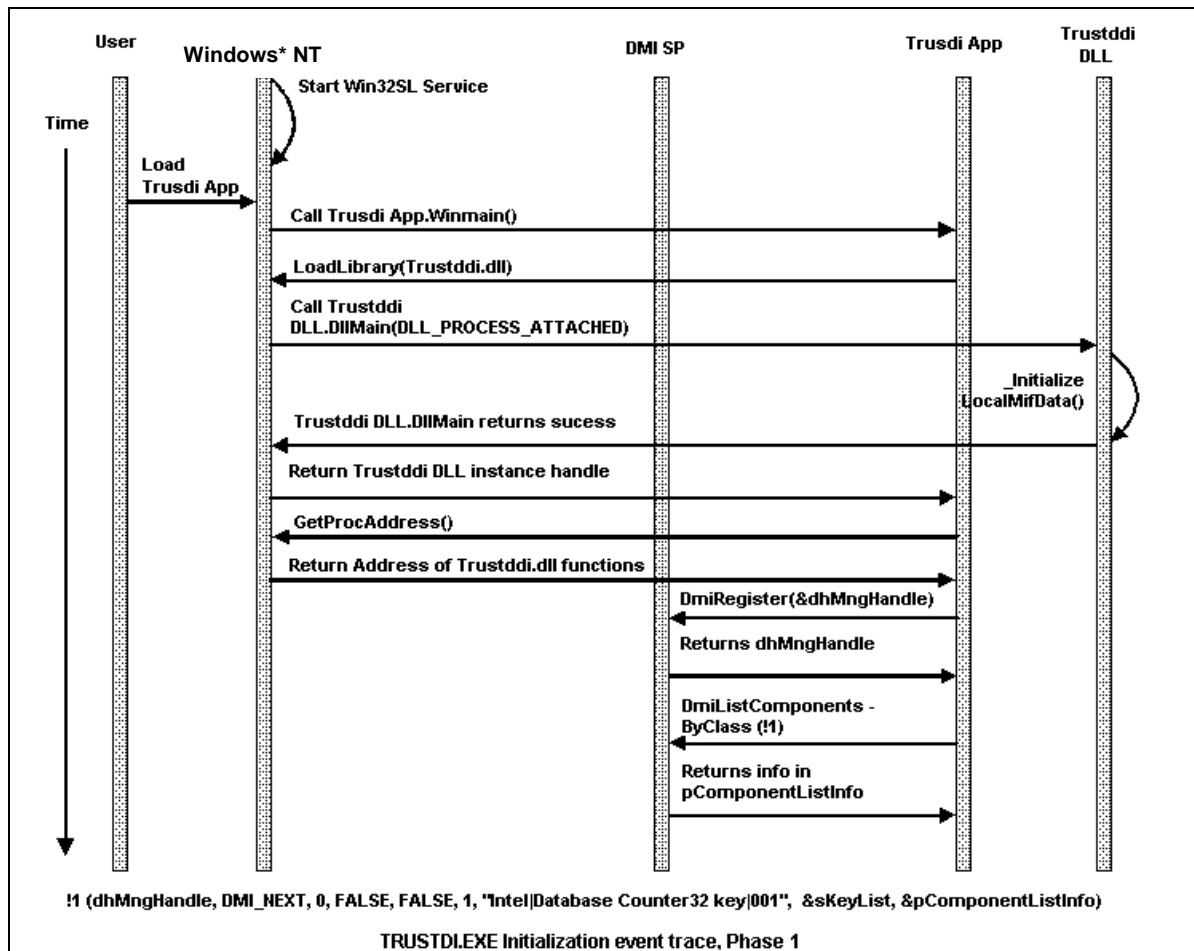 User
Windows* NT
DMI SP
Trusdi App
Trustddi
DLL
Start Win32SL Service
Time
Load
Trusdi App
Call Trusdi App.Winmain()
LoadLibrary(Trustddi.dll)
Call Trustddi
DLL.DllMain(DLL_PROCESS_ATTACHED)
_Initialize
LocalMifData()
Trustddi DLL.DllMain returns sucess
Return Trustddi DLL instance handle
GetProcAddress()
Return Address of Trustddi.dll functions
DmiRegister(&dhMngHandle)
Returns dhMngHandle
DmiListComponents -
ByClass (!1)
Returns info in
pComponentListInfo
!1 (dhMngHandle, DMI_NEXT, 0, FALSE, FALSE, 1, "Intel|Database Counter32 key|001", &sKeyList, &pComponentListInfo)
TRUSTDI.EXE Initialization event trace, Phase 1